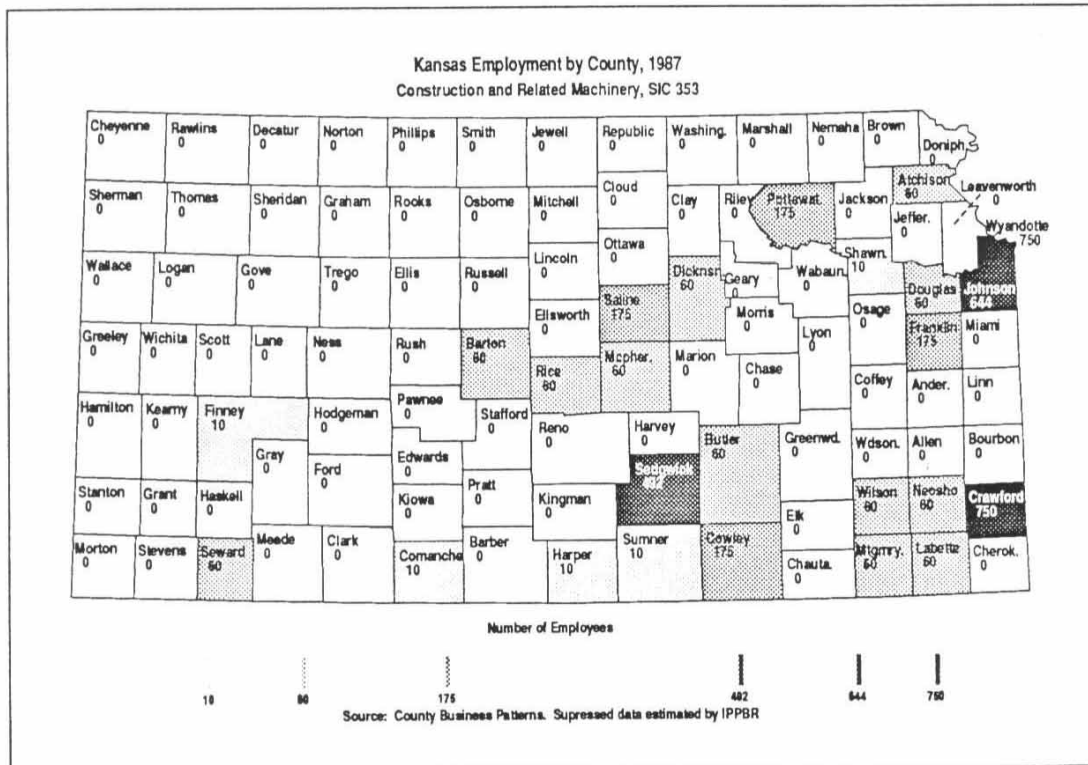 Kansas Employment by County, 1987
Construction and Related Machinery, SIC 353
Cheyenne 0 Rawlins 0 Decatur 0 Norton 0 Phillips 0 Smith 0 Jewell 0 Republic 0 Washing. 0 Marshall 0 Nemaha 0 Brown 0 Doniph. 0
Sherman 0 Thomas 0 Sheridan 0 Graham 0 Rooks 0 Osborne 0 Mitchell 0 Cloud 0 Clay 0 Riley 0 Pottawat. 175 Jackson 0 Atchison 60 Leavenworth 0
Ottawa 0 Jeffer. 0 Wyandotte 750
Wallace 0 Logan 0 Gove 0 Trego 0 Ellis 0 Russell 0 Lincoln 0 Saline 175 Dicknsn 60 Geary 0 Wabaun. 0 Shawn. 10 Douglas 60 Johnson 644
Ellsworth 0 Morris 0 Osage 0 Franklin 175 Miami 0
Greeley 0 Wichita 0 Scott 0 Lane 0 Ness 0 Rush 0 Barton 60 Rice 60 Mcpher. 60 Marion 0 Chase 0 Lyon 0 Coffey 0 Ander. 0 Linn 0
Hamilton 0 Kearny 0 Finney 10 Hodgeman 0 Pawnee 0 Stafford 0 Reno 0 Harvey 0 Butler 60 Greenwd. 0 Wdson. 0 Allen 0 Bourbon 0
Gray 0 Ford 0 Edwards 0 Sedgwick 402
Stanton 0 Grant 0 Haskell 0 Kiowa 0 Pratt 0 Kingman 0 Elk 0 Wilson 60 Neosho 60 Crawford 750
Morton 0 Stevens 0 Seward 60 Meade 0 Clark 0 Comanche 10 Barber 0 Harper 10 Sumner 10 Cowley 175 Chauta. 0 Mtgmry. 60 Labette 60 Cherok. 0
Number of Employees
10 60 175 402 644 750
Source: County Business Patterns. Supressed data estimated by IPPBR